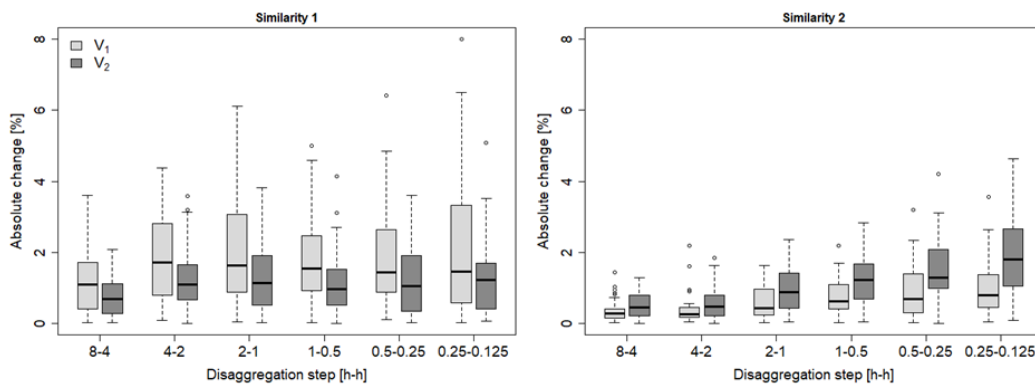 Similarity 1
Similarity 2
V1
V2
Absolute change [%]
8
6
4
2
0
8-4
4-2
2-1
1-0.5
0.5-0.25
0.25-0.125
Disaggregation step [h-h]
Absolute change [%]
8
6
4
2
0
8-4
4-2
2-1
1-0.5
0.5-0.25
0.25-0.125
Disaggregation step [h-h]